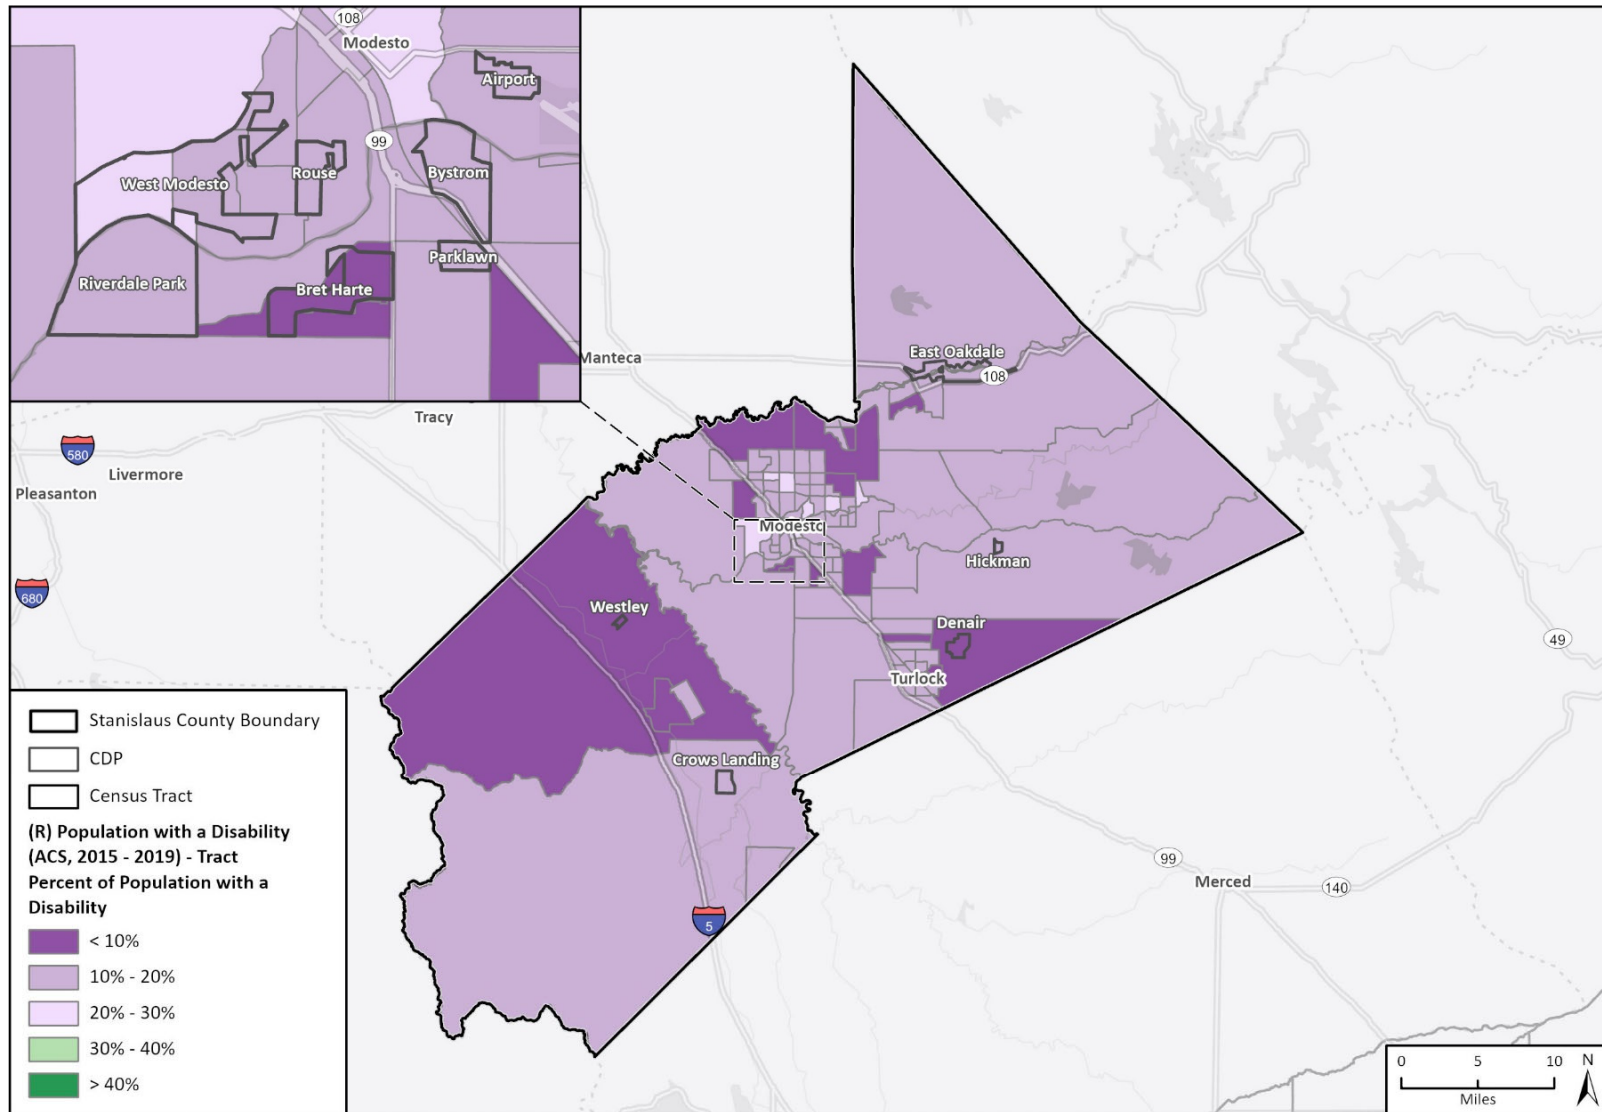 108
Modesto
Airport
99
West Modesto
Rouse
Bystrom
Parklawn
Riverdale Park
Bret Harte
Manteca
Tracy
580
Livermore
Pleasanton
680
East Oakdale
108
Modesto
Hickman
Westley
Denair
Turlock
49
Crows Landing
99
Merced
140
5
Stanislaus County Boundary
CDP
Census Tract
(R) Population with a Disability
(ACS, 2015 - 2019) - Tract
Percent of Population with a
Disability
< 10%
10% - 20%
20% - 30%
30% - 40%
> 40%
0 5 10
Miles
N